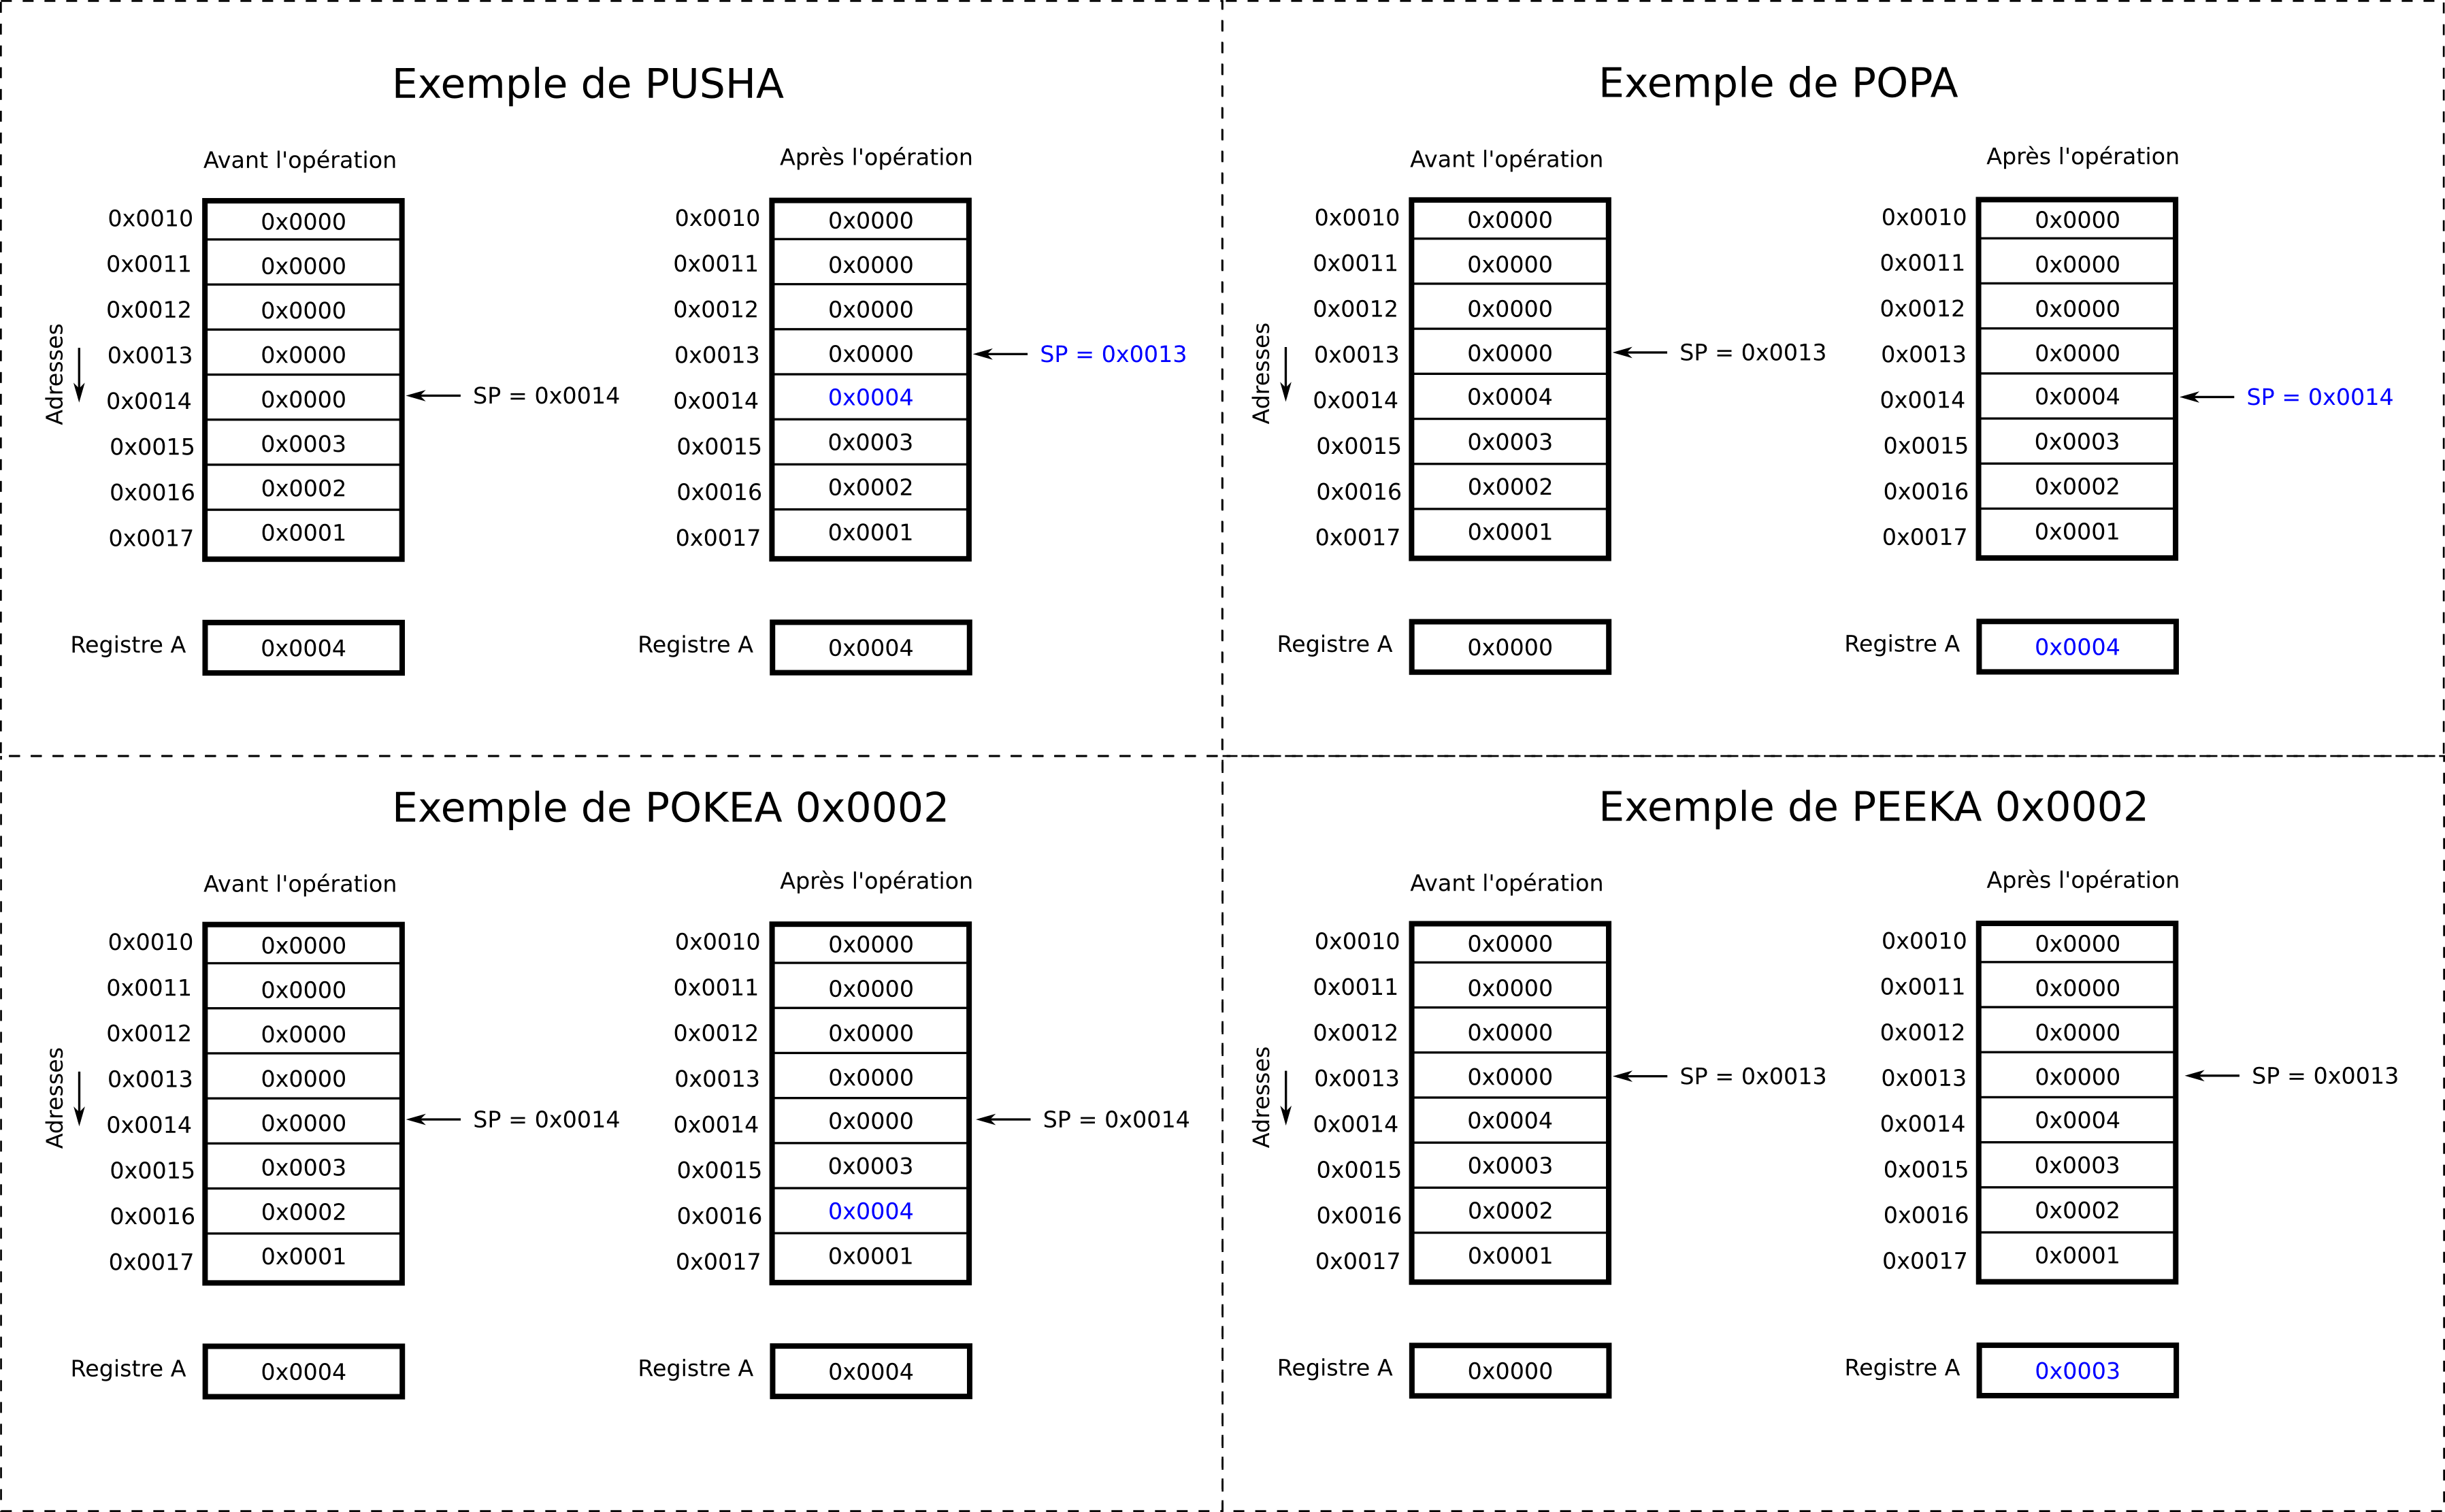 Exemple de PUSHA
Avant l'opération
Après l'opération
Adresses
0x0010 0x0000 0x0010 0x0000
0x0011 0x0000 0x0011 0x0000
0x0012 0x0000 0x0012 0x0000
0x0013 0x0000 0x0013 0x0000 SP = 0x0013
0x0014 0x0000 SP = 0x0014 0x0014 0x0004
0x0015 0x0003 0x0015 0x0003
0x0016 0x0002 0x0016 0x0002
0x0017 0x0001 0x0017 0x0001
Registre A 0x0004 Registre A 0x0004
Exemple de POPA
Avant l'opération
Après l'opération
Adresses
0x0010 0x0000 0x0010 0x0000
0x0011 0x0000 0x0011 0x0000
0x0012 0x0000 0x0012 0x0000
0x0013 0x0000 SP = 0x0013 0x0013 0x0000
0x0014 0x0004 0x0014 0x0004 SP = 0x0014
0x0015 0x0003 0x0015 0x0003
0x0016 0x0002 0x0016 0x0002
0x0017 0x0001 0x0017 0x0001
Registre A 0x0000 Registre A 0x0004
Exemple de POKEA 0x0002
Avant l'opération
Après l'opération
Adresses
0x0010 0x0000 0x0010 0x0000
0x0011 0x0000 0x0011 0x0000
0x0012 0x0000 0x0012 0x0000
0x0013 0x0000 0x0013 0x0000
0x0014 0x0000 SP = 0x0014 0x0014 0x0000 SP = 0x0014
0x0015 0x0003 0x0015 0x0003
0x0016 0x0002 0x0016 0x0004
0x0017 0x0001 0x0017 0x0001
Registre A 0x0004 Registre A 0x0004
Exemple de PEEKA 0x0002
Avant l'opération
Après l'opération
Adresses
0x0010 0x0000 0x0010 0x0000
0x0011 0x0000 0x0011 0x0000
0x0012 0x0000 0x0012 0x0000
0x0013 0x0000 SP = 0x0013 0x0013 0x0000 SP = 0x0013
0x0014 0x0004 0x0014 0x0004
0x0015 0x0003 0x0015 0x0003
0x0016 0x0002 0x0016 0x0002
0x0017 0x0001 0x0017 0x0001
Registre A 0x0000 Registre A 0x0003